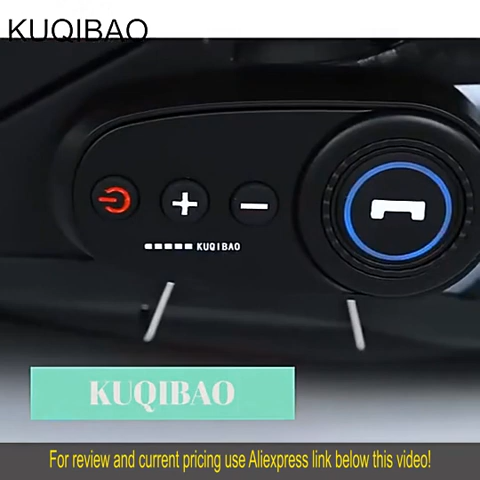 KUQIBAO
KUQIBAO
KUQIBAO
For review and current pricing use Aliexpress link below this video!